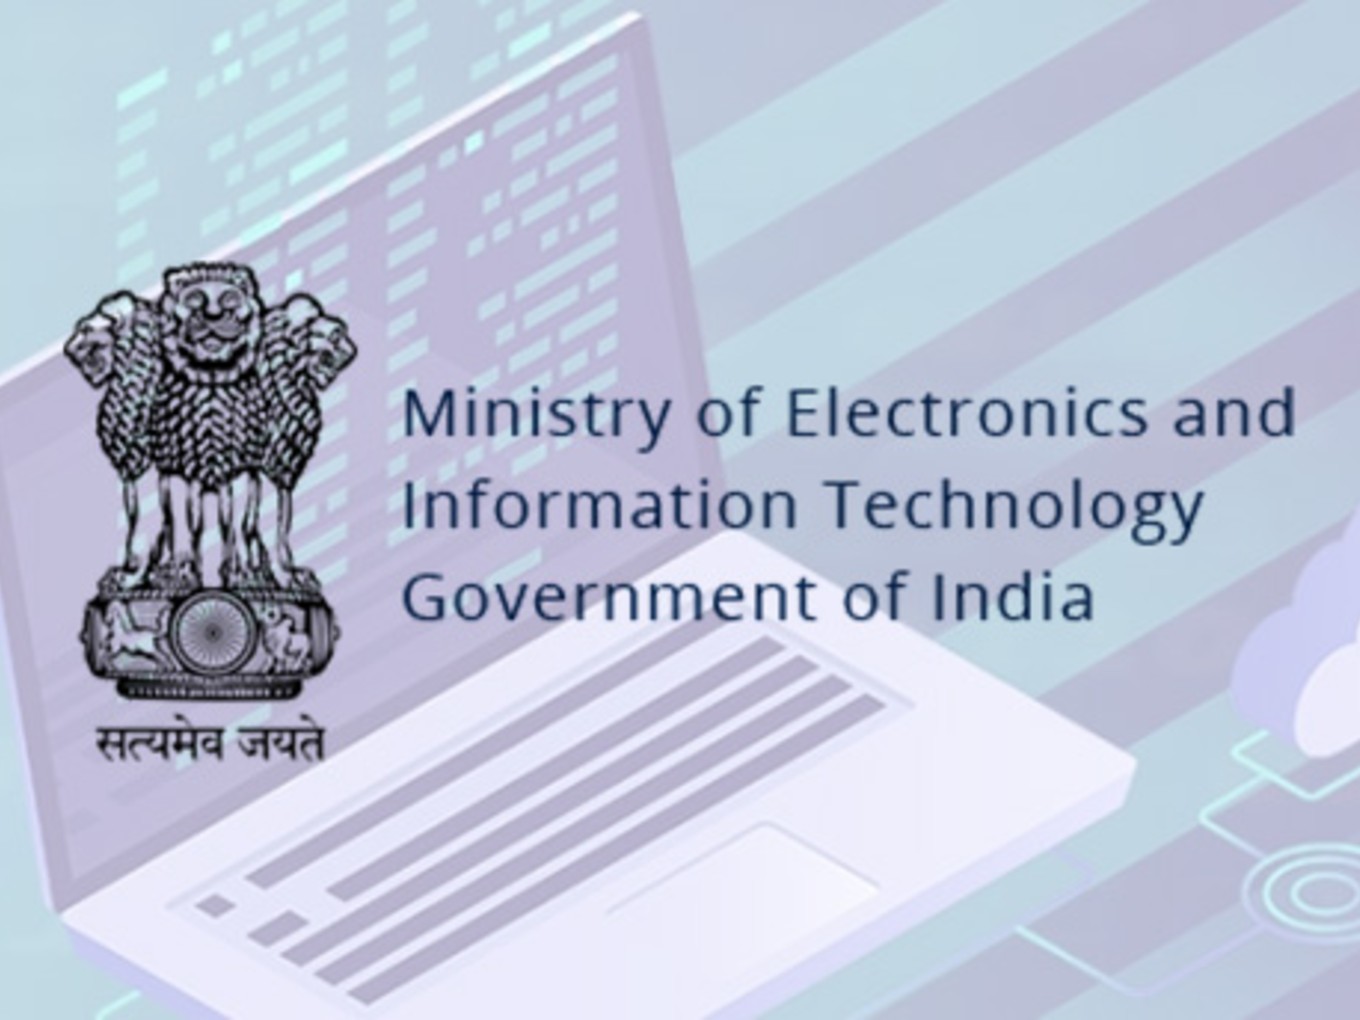 Ministry of Electronics and
Information Technology
Government of India
सत्यमेव जयते